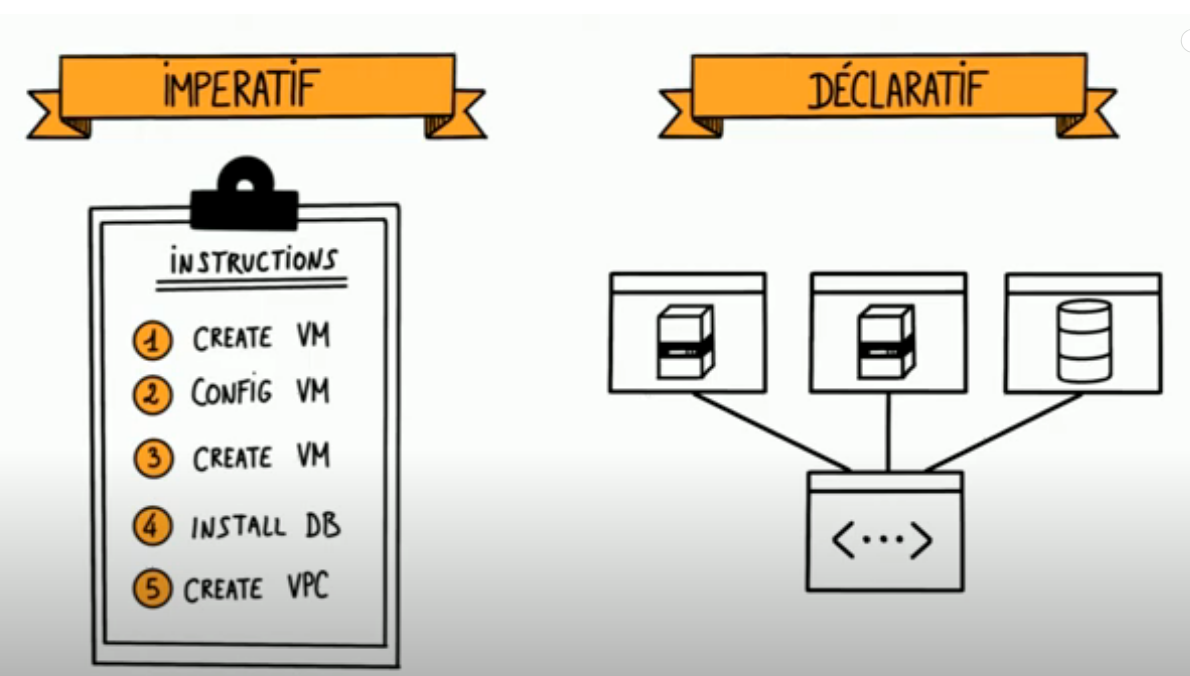 iMPERATiF
DÉCLARATiF
iNSTRUCTiONS
1 CREATE VM
2 CONFiG VM
3 CREATE VM
4 INSTALL DB
5 CREATE VPC
<...>